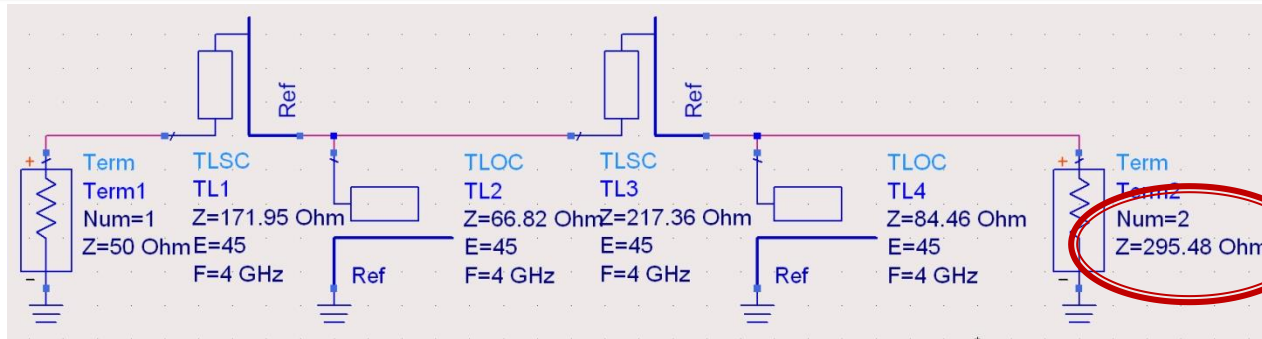 Ref
Ref
+
Term
Term1
Num=1
Z=50 Ohm
-
TLSC
TL1
Z=171.95 Ohm
E=45
F=4 GHz
Ref
TLOC
TL2
Z=66.82 Ohm
E=45
F=4 GHz
TLSC
TL3
Z=217.36 Ohm
E=45
F=4 GHz
Ref
TLOC
TL4
Z=84.46 Ohm
E=45
F=4 GHz
+
Term
Term2
Num=2
Z=295.48 Ohm
-